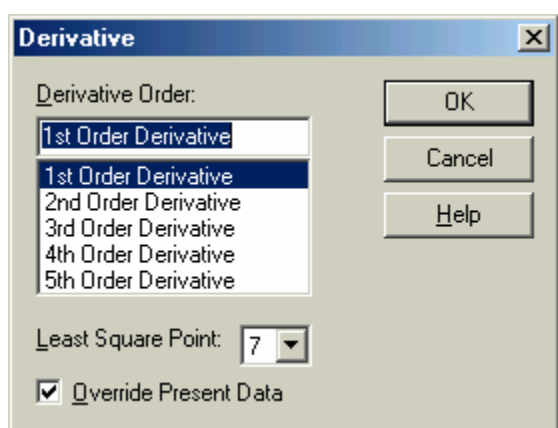 Derivative
Derivative Order:
1st Order Derivative
1st Order Derivative
2nd Order Derivative
3rd Order Derivative
4th Order Derivative
5th Order Derivative
Least Square Point: 7
Override Present Data
OK
Cancel
Help